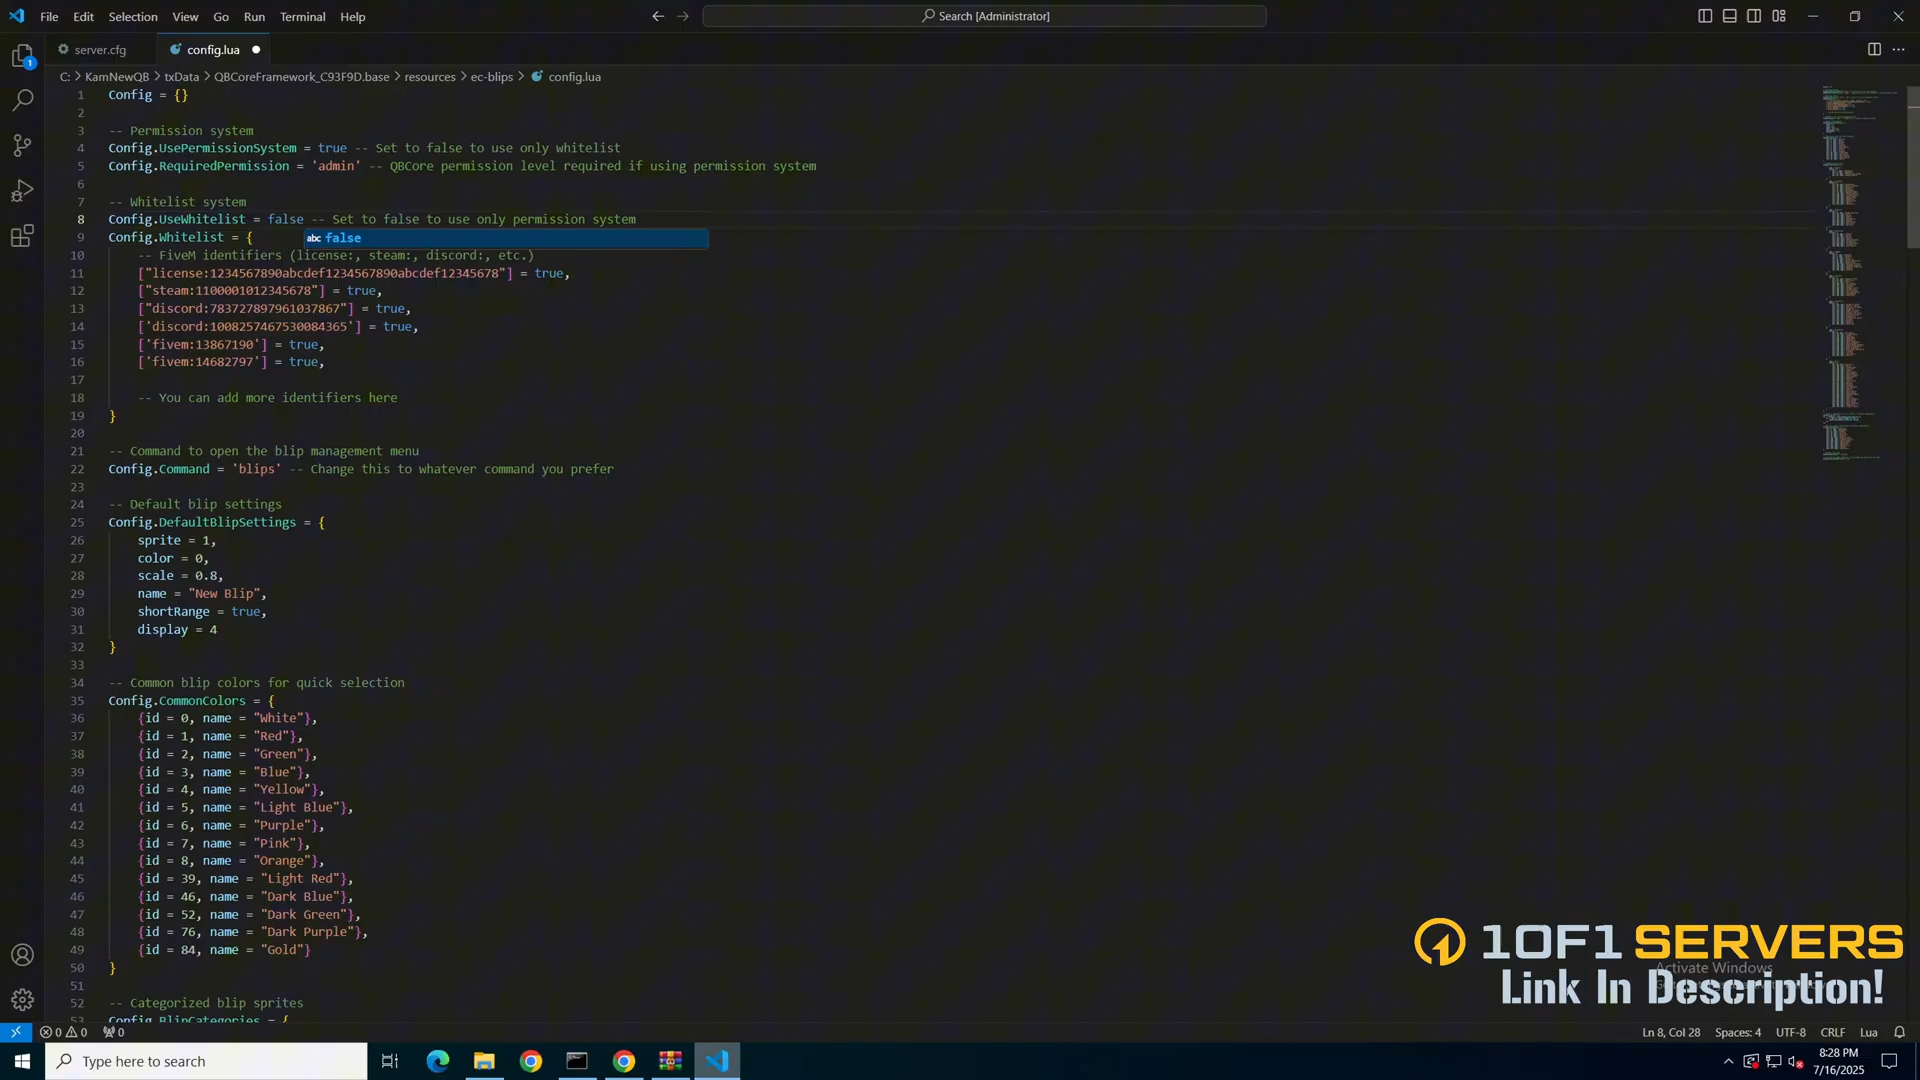 File Edit Selection View Go Run Terminal Help
Search [Administrator]
server.cfg
config.lua
1
C: > KamNewQB > txData > QBCoreFramework_C93F9D.base > resources > ec-blips > config.lua
1 Config = {}
2
3 -- Permission system
4 Config.UsePermissionSystem = true -- Set to false to use only whitelist
5 Config.RequiredPermission = 'admin' -- QBCore permission level required if using permission system
6
7 -- Whitelist system
8 Config.UseWhitelist = false -- Set to false to use only permission system
9 Config.Whitelist = {
abc false
10 -- FiveM identifiers (license:, steam:, discord:, etc.)
11 ["license:1234567890abcdef1234567890abcdef12345678"] = true,
12 ["steam:1100001012345678"] = true,
13 ["discord:783727897961037867"] = true,
14 ['discord:1008257467530084365'] = true,
15 ['fivem:13867190'] = true,
16 ['fivem:14682797'] = true,
17
18 -- You can add more identifiers here
19 }
20
21 -- Command to open the blip management menu
22 Config.Command = 'blips' -- Change this to whatever command you prefer
23
24 -- Default blip settings
25 Config.DefaultBlipSettings = {
26 sprite = 1,
27 color = 0,
28 scale = 0.8,
29 name = "New Blip",
30 shortRange = true,
31 display = 4
32 }
33
34 -- Common blip colors for quick selection
35 Config.CommonColors = {
36 {id = 0, name = "White"},
37 {id = 1, name = "Red"},
38 {id = 2, name = "Green"},
39 {id = 3, name = "Blue"},
40 {id = 4, name = "Yellow"},
41 {id = 5, name = "Light Blue"},
42 {id = 6, name = "Purple"},
43 {id = 7, name = "Pink"},
44 {id = 8, name = "Orange"},
45 {id = 39, name = "Light Red"},
46 {id = 46, name = "Dark Blue"},
47 {id = 52, name = "Dark Green"},
48 {id = 76, name = "Dark Purple"},
49 {id = 84, name = "Gold"}
50 }
51
52 -- Categorized blip sprites
53 Config.BlipCategories = {
1OF1 SERVERS
Activate Windows
Link In Description!
0 0 0
Ln 8, Col 28 Spaces: 4 UTF-8 CRLF Lua
Type here to search
8:28 PM
7/16/2025